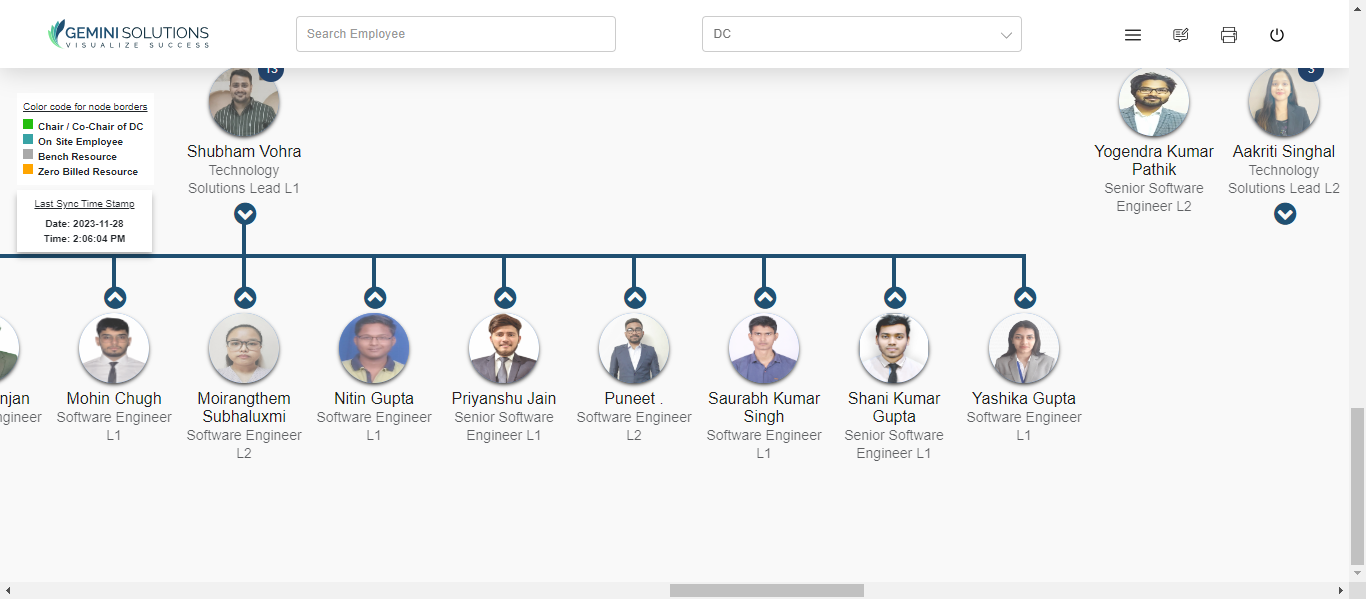 GEMINI SOLUTIONS
VISUALIZE SUCCESS
Search Employee
DC
Color code for node borders
Chair / Co-Chair of DC
On Site Employee
Bench Resource
Zero Billed Resource
Last Sync Time Stamp
Date: 2023-11-28
Time: 2:06:04 PM
13
Shubham Vohra
Technology
Solutions Lead L1
Yogendra Kumar
Pathik
Senior Software
Engineer L2
3
Aakriti Singhal
Technology
Solutions Lead L2
njan
ngineer
Mohin Chugh
Software Engineer
L1
Moirangthem
Subhaluxmi
Software Engineer
L2
Nitin Gupta
Software Engineer
L1
Priyanshu Jain
Senior Software
Engineer L1
Puneet .
Software Engineer
L2
Saurabh Kumar
Singh
Software Engineer
L1
Shani Kumar
Gupta
Senior Software
Engineer L1
Yashika Gupta
Software Engineer
L1